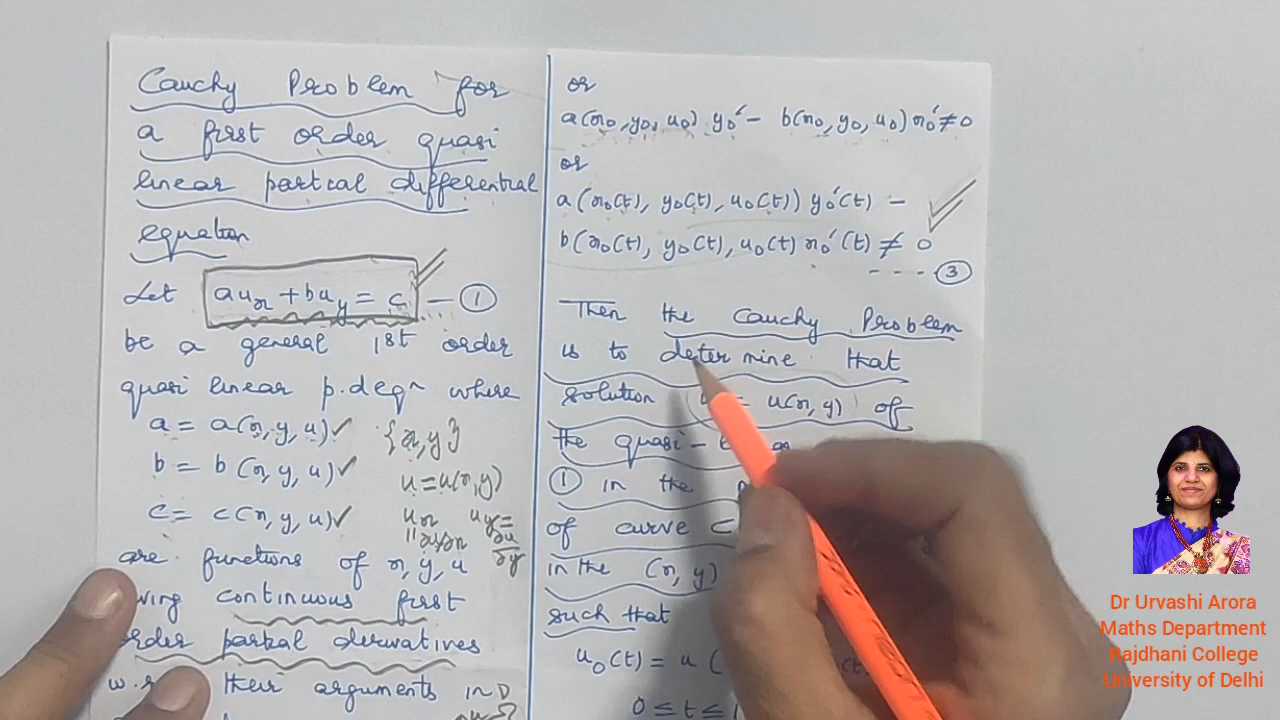 Cauchy Problem for
a first order quasi
linear partial differential
equation
Let au_x + bu_y = c — ①
be a general 1st order
quasi linear p.d eqn where
a = a(x, y, u) ✓
b = b(x, y, u) ✓
c = c(x, y, u) ✓
{x, y}
u = u(x, y)
u_x u_y =
" ∂u/∂x ∂u/∂y
are functions of x, y, u
continuous first
order partial derivatives
their arguments in D
or
a(x0, y0, u0) y0' - b(x0, y0, u0) x0' ≠ 0
or
a(x0(t), y0(t), u0(t)) y0'(t) -
b(x0(t), y0(t), u0(t) x0'(t) ≠ 0
---- ③
Then the Cauchy Problem
is to determine that
solution = u(x, y) of
the quasi -
① in the
of curve C
in the (x, y)
such that
u0(t) = u (
0 ≤ t ≤ 1
Dr Urvashi Arora
Maths Department
Rajdhani College
University of Delhi